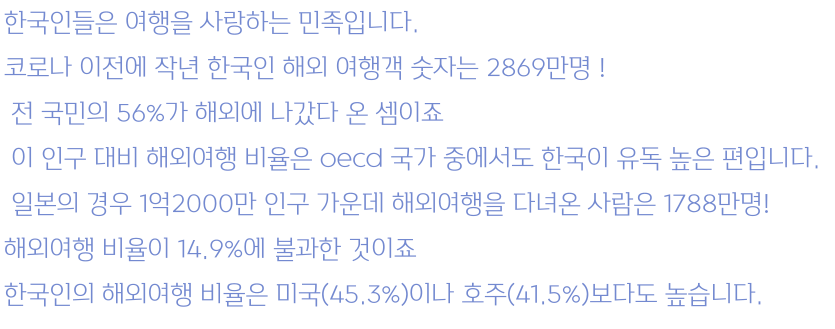 한국인들은 여행을 사랑하는 민족입니다.
코로나 이전에 작년 한국인 해외 여행객 숫자는 2869만명 !
전 국민의 56%가 해외에 나갔다 온 셈이죠
이 인구 대비 해외여행 비율은 oecd 국가 중에서도 한국이 유독 높은 편입니다.
일본의 경우 1억2000만 인구 가운데 해외여행을 다녀온 사람은 1788만명!
해외여행 비율이 14.9%에 불과한 것이죠
한국인의 해외여행 비율은 미국(45.3%)이나 호주(41.5%)보다도 높습니다.